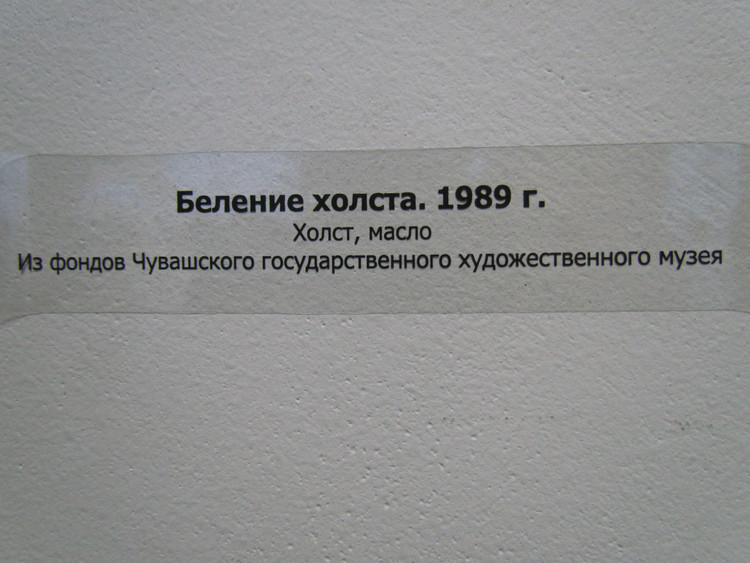 Беление холста. 1989 г.
Холст, масло
Из фондов Чувашского государственного художественного музея